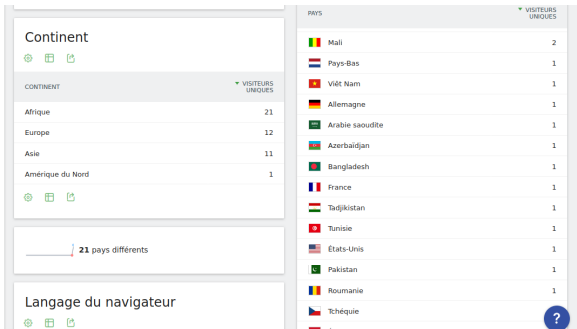 Continent
CONTINENT
VISITEURS
UNIQUES
Afrique 21
Europe 12
Asie 11
Amérique du Nord 1
21 pays différents
Langage du navigateur
PAYS
VISITEURS
UNIQUES
Mali 2
Pays-Bas 1
Viêt Nam 1
Allemagne 1
Arabie saoudite 1
Azerbaïdjan 1
Bangladesh 1
France 1
Tadjikistan 1
Tunisie 1
États-Unis 1
Pakistan 1
Roumanie 1
Tchéquie
?